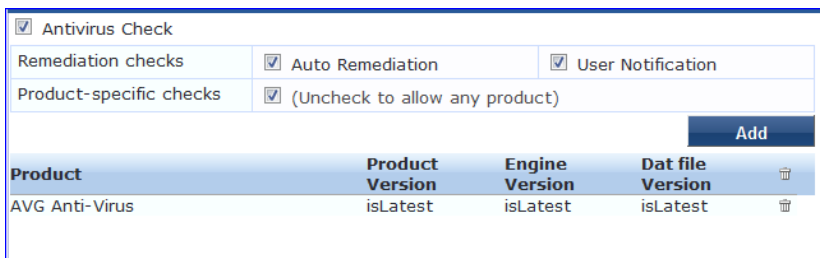 Antivirus Check
Remediation checks Auto Remediation User Notification
Product-specific checks (Uncheck to allow any product)
Add
Product Product Version Engine Version Dat file Version
AVG Anti-Virus isLatest isLatest isLatest